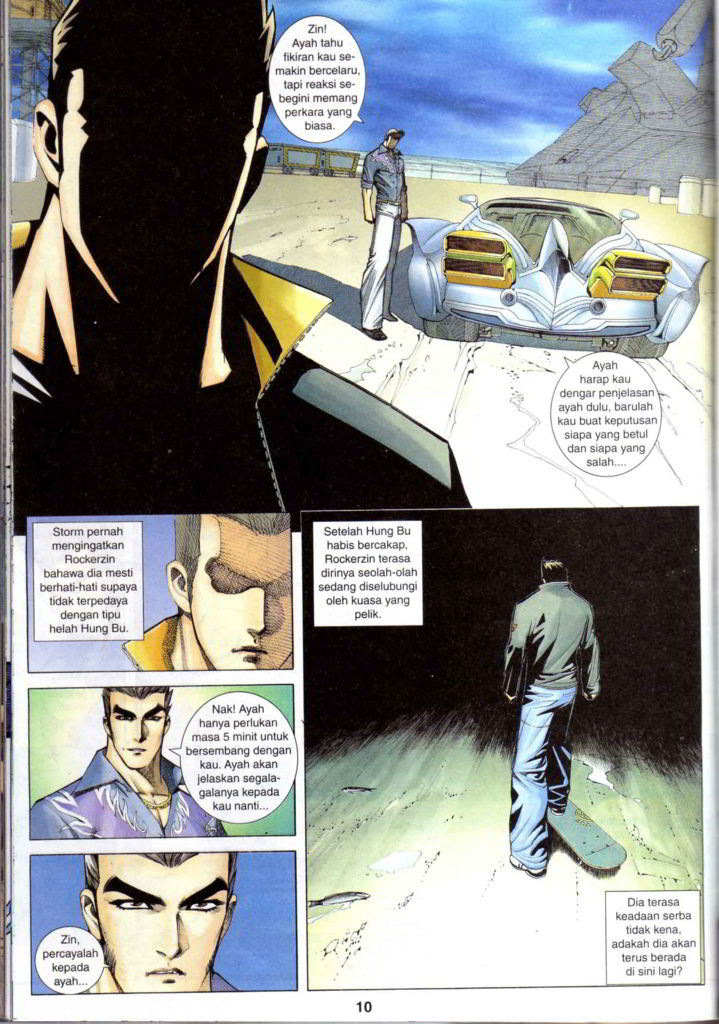 Zin!
Ayah tahu
fikiran kau se-
makin bercelaru,
tapi reaksi se-
begini memang
perkara yang
biasa.
Ayah
harap kau
dengar penjelasan
ayah dulu, barulah
kau buat keputusan
siapa yang betul
dan siapa yang
salah....
Storm pernah
mengingatkan
Rockerzin
bahawa dia mesti
berhati-hati supaya
tidak terpedaya
dengan tipu
helah Hung Bu.
Nak! Ayah
hanya perlukan
masa 5 minit untuk
bersembang dengan
kau. Ayah akan
jelaskan segala-
galanya kepada
kau nanti...
Zin,
percayalah
kepada
ayah...
Setelah Hung Bu
habis bercakap,
Rockerzin terasa
dirinya seolah-olah
sedang diselubungi
oleh kuasa yang
pelik.
Dia terasa
keadaan serba
tidak kena,
adakah dia akan
terus berada
di sini lagi?
10